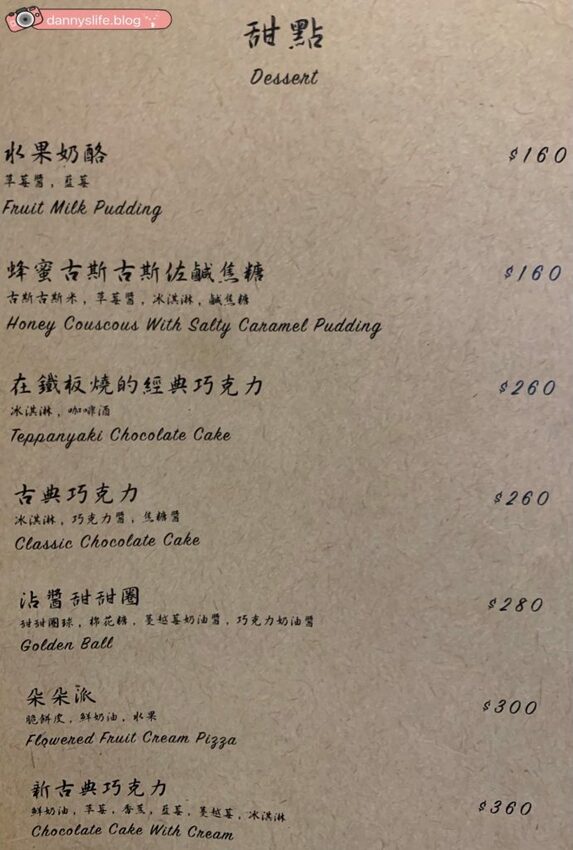 dannyslife.blog
甜點
Dessert
水果奶酪 $160
草莓醬，藍莓
Fruit Milk Pudding
蜂蜜古斯古斯佐鹹焦糖 $160
古斯古斯米，草莓醬，冰淇淋，鹹焦糖
Honey Couscous With Salty Caramel Pudding
在鐵板燒的經典巧克力 $260
冰淇淋，咖啡酒
Teppanyaki Chocolate Cake
古典巧克力 $260
冰淇淋，巧克力醬，焦糖醬
Classic Chocolate Cake
沾醬甜甜圈 $280
甜甜圈球，棉花糖，蔓越莓奶油醬，巧克力奶油醬
Golden Ball
朵朵派 $300
脆餅皮，鮮奶油，水果
Flowered Fruit Cream Pizza
新古典巧克力 $360
鮮奶油，草莓，香蕉，藍莓，蔓越莓，冰淇淋
Chocolate Cake With Cream